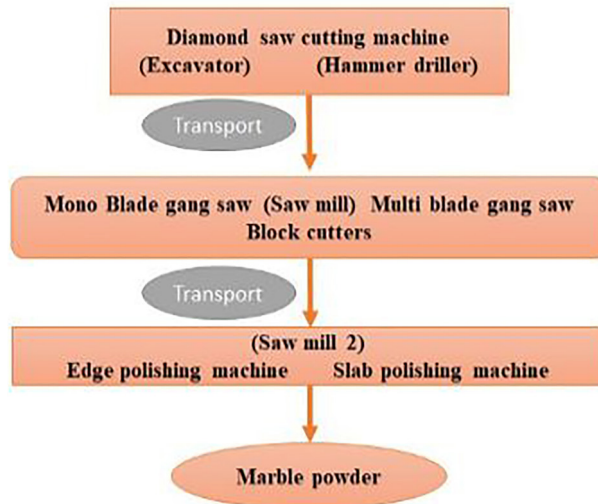 Diamond saw cutting machine
(Excavator) (Hammer driller)
Transport
Mono Blade gang saw (Saw mill) Multi blade gang saw
Block cutters
Transport
(Saw mill 2)
Edge polishing machine Slab polishing machine
Marble powder